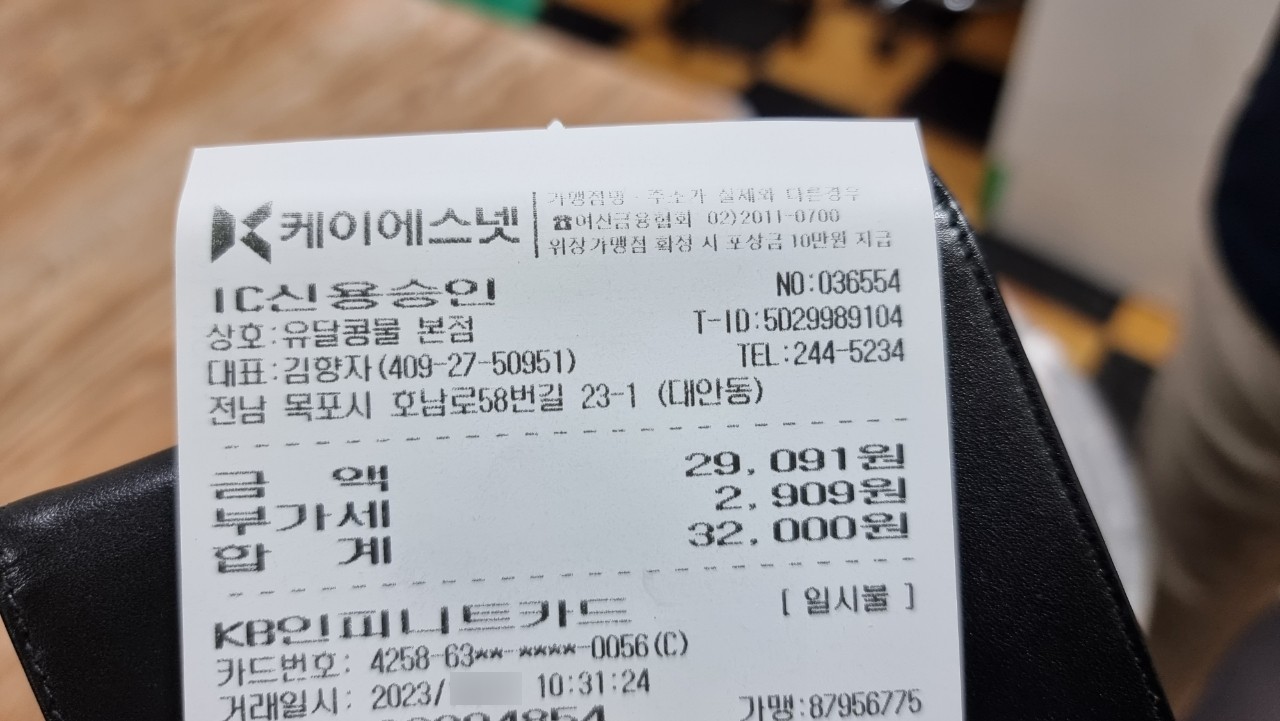 케이에스넷
가맹점명·주소가 실제와 다른경우
☎여신금융협회 02)2011-0700
위장가맹점 확정 시 포상금 10만원 지급
IC신용승인 NO:036554
상호:유달콩물 본점 T-ID:5D29989104
대표:김향자(409-27-50951) TEL:244-5234
전남 목포시 호남로58번길 23-1 (대안동)
금 액 29,091원
부가세 2,909원
합 계 32,000원
KB인피니트카드 [ 일시불 ]
카드번호: 4258-63**-****-0056(C)
거래일시: 2023/ 10:31:24
가맹:87956775